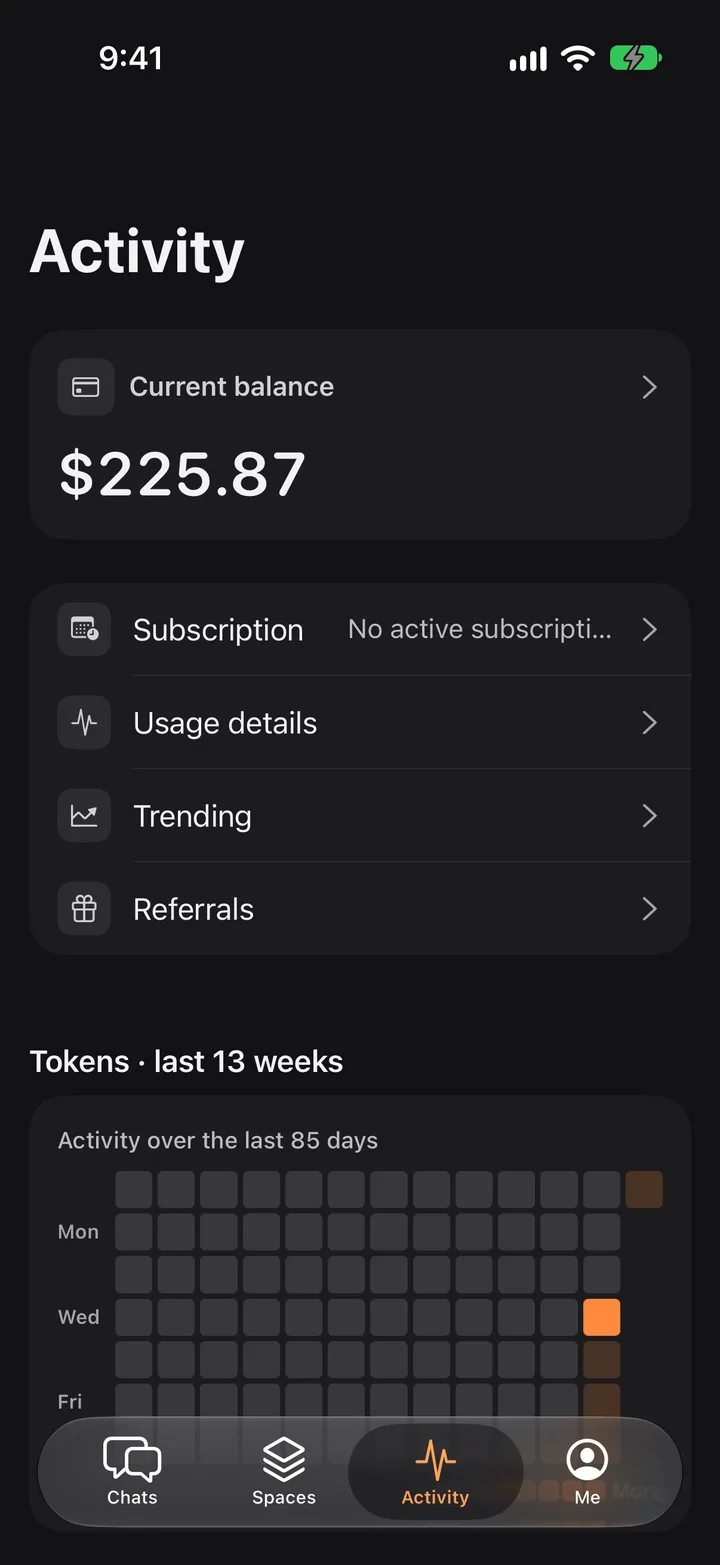 9:41
Activity
Current balance
$225.87
Subscription No active subscripti...
Usage details
Trending
Referrals
Tokens · last 13 weeks
Activity over the last 85 days
Mon
Wed
Fri
More
Chats Spaces Activity Me